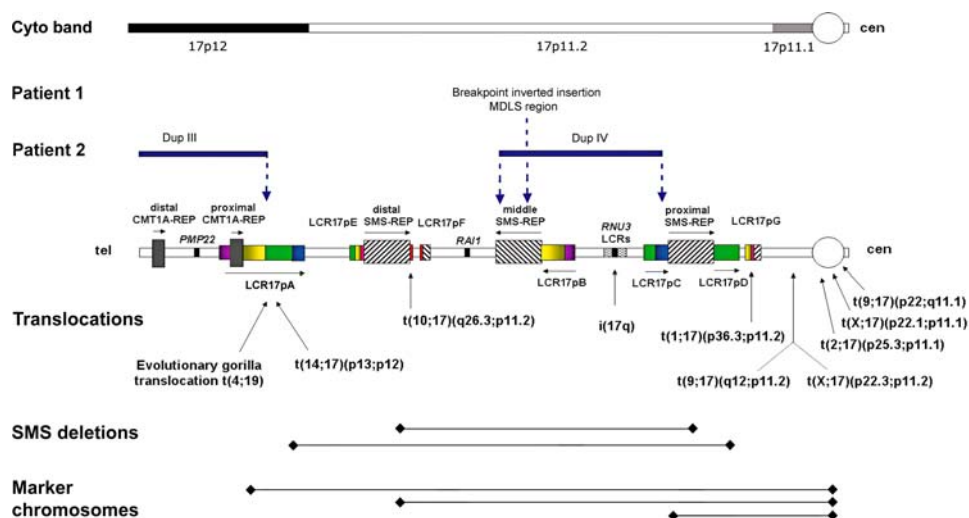 Cyto band
cen
17p12
17p11.2
17p11.1
Patient 1
Breakpoint inverted insertion
MDLS region
Patient 2
Dup III
Dup IV
distal
CMT1A-REP
proximal
CMT1A-REP
PMP22
LCR17pE
distal
SMS-REP
LCR17pF
RAI1
middle
SMS-REP
RNU3
LCRs
proximal
SMS-REP
LCR17pG
tel
cen
LCR17pA
LCR17pB
LCR17pC
LCR17pD
Translocations
Evolutionary gorilla
translocation t(4;19)
t(14;17)(p13;p12)
t(10;17)(q26.3;p11.2)
i(17q)
t(1;17)(p36.3;p11.2)
t(9;17)(p22;q11.1)
t(X;17)(p22.1;p11.1)
t(2;17)(p25.3;p11.1)
t(9;17)(q12;p11.2)
t(X;17)(p22.3;p11.2)
SMS deletions
Marker
chromosomes